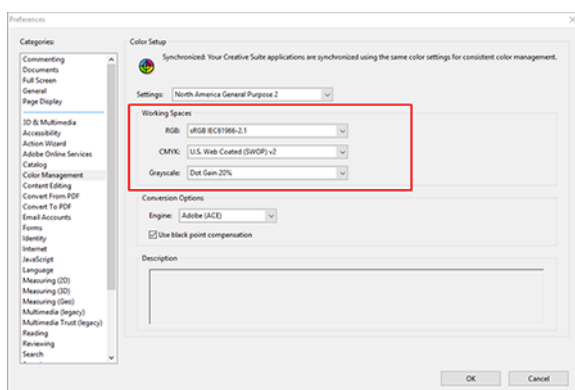 Preferences
Categories:
Commenting
Documents
Full Screen
General
Page Display
3D & Multimedia
Accessibility
Action Wizard
Adobe Online Services
Catalog
Color Management
Content Editing
Convert From PDF
Convert To PDF
Email Accounts
Forms
Identity
Internet
JavaScript
Language
Measuring (2D)
Measuring (3D)
Measuring (Geo)
Multimedia (legacy)
Multimedia Trust (legacy)
Reading
Reviewing
Search
Color Setup
Synchronized: Your Creative Suite applications are synchronized using the same color settings for consistent color management.
Settings: North America General Purpose 2
Working Spaces
RGB: sRGB IEC61966-2.1
CMYK: U.S. Web Coated (SWOP) v2
Grayscale: Dot Gain 20%
Conversion Options
Engine: Adobe (ACE)
Use black point compensation
Description
OK Cancel